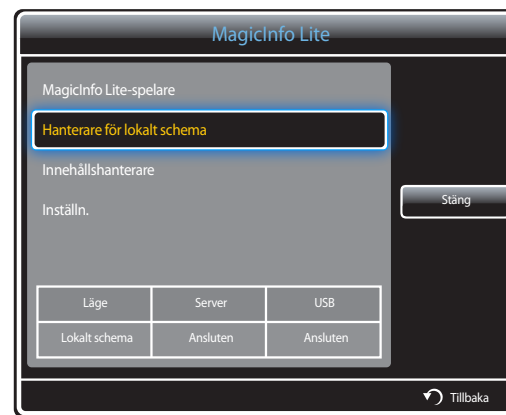 MagicInfo Lite
MagicInfo Lite-spelare
Hanterare för lokalt schema
Innehållshanterare
Inställn.
Stäng
Läge Server USB
Lokalt schema Ansluten Ansluten
Tillbaka